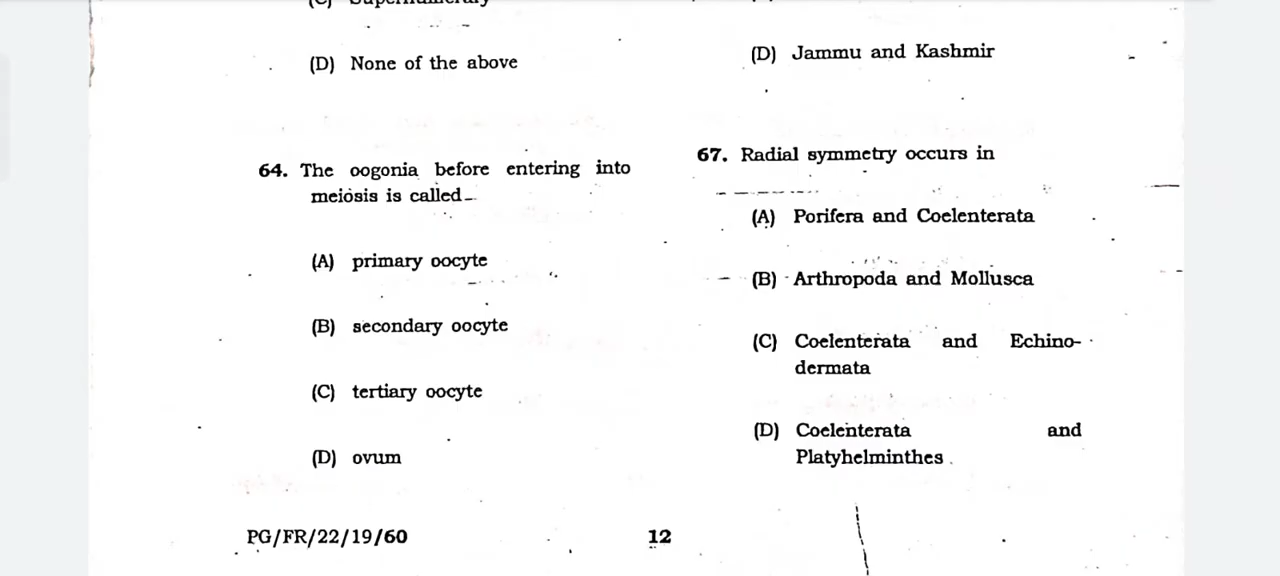 (D) None of the above
64. The oogonia before entering into
meiosis is called
(A) primary oocyte
(B) secondary oocyte
(C) tertiary oocyte
(D) ovum
(D) Jammu and Kashmir
67. Radial symmetry occurs in
(A) Porifera and Coelenterata
(B) Arthropoda and Mollusca
(C) Coelenterata and Echino-
dermata
(D) Coelenterata and
Platyhelminthes
PG/FR/22/19/60
12